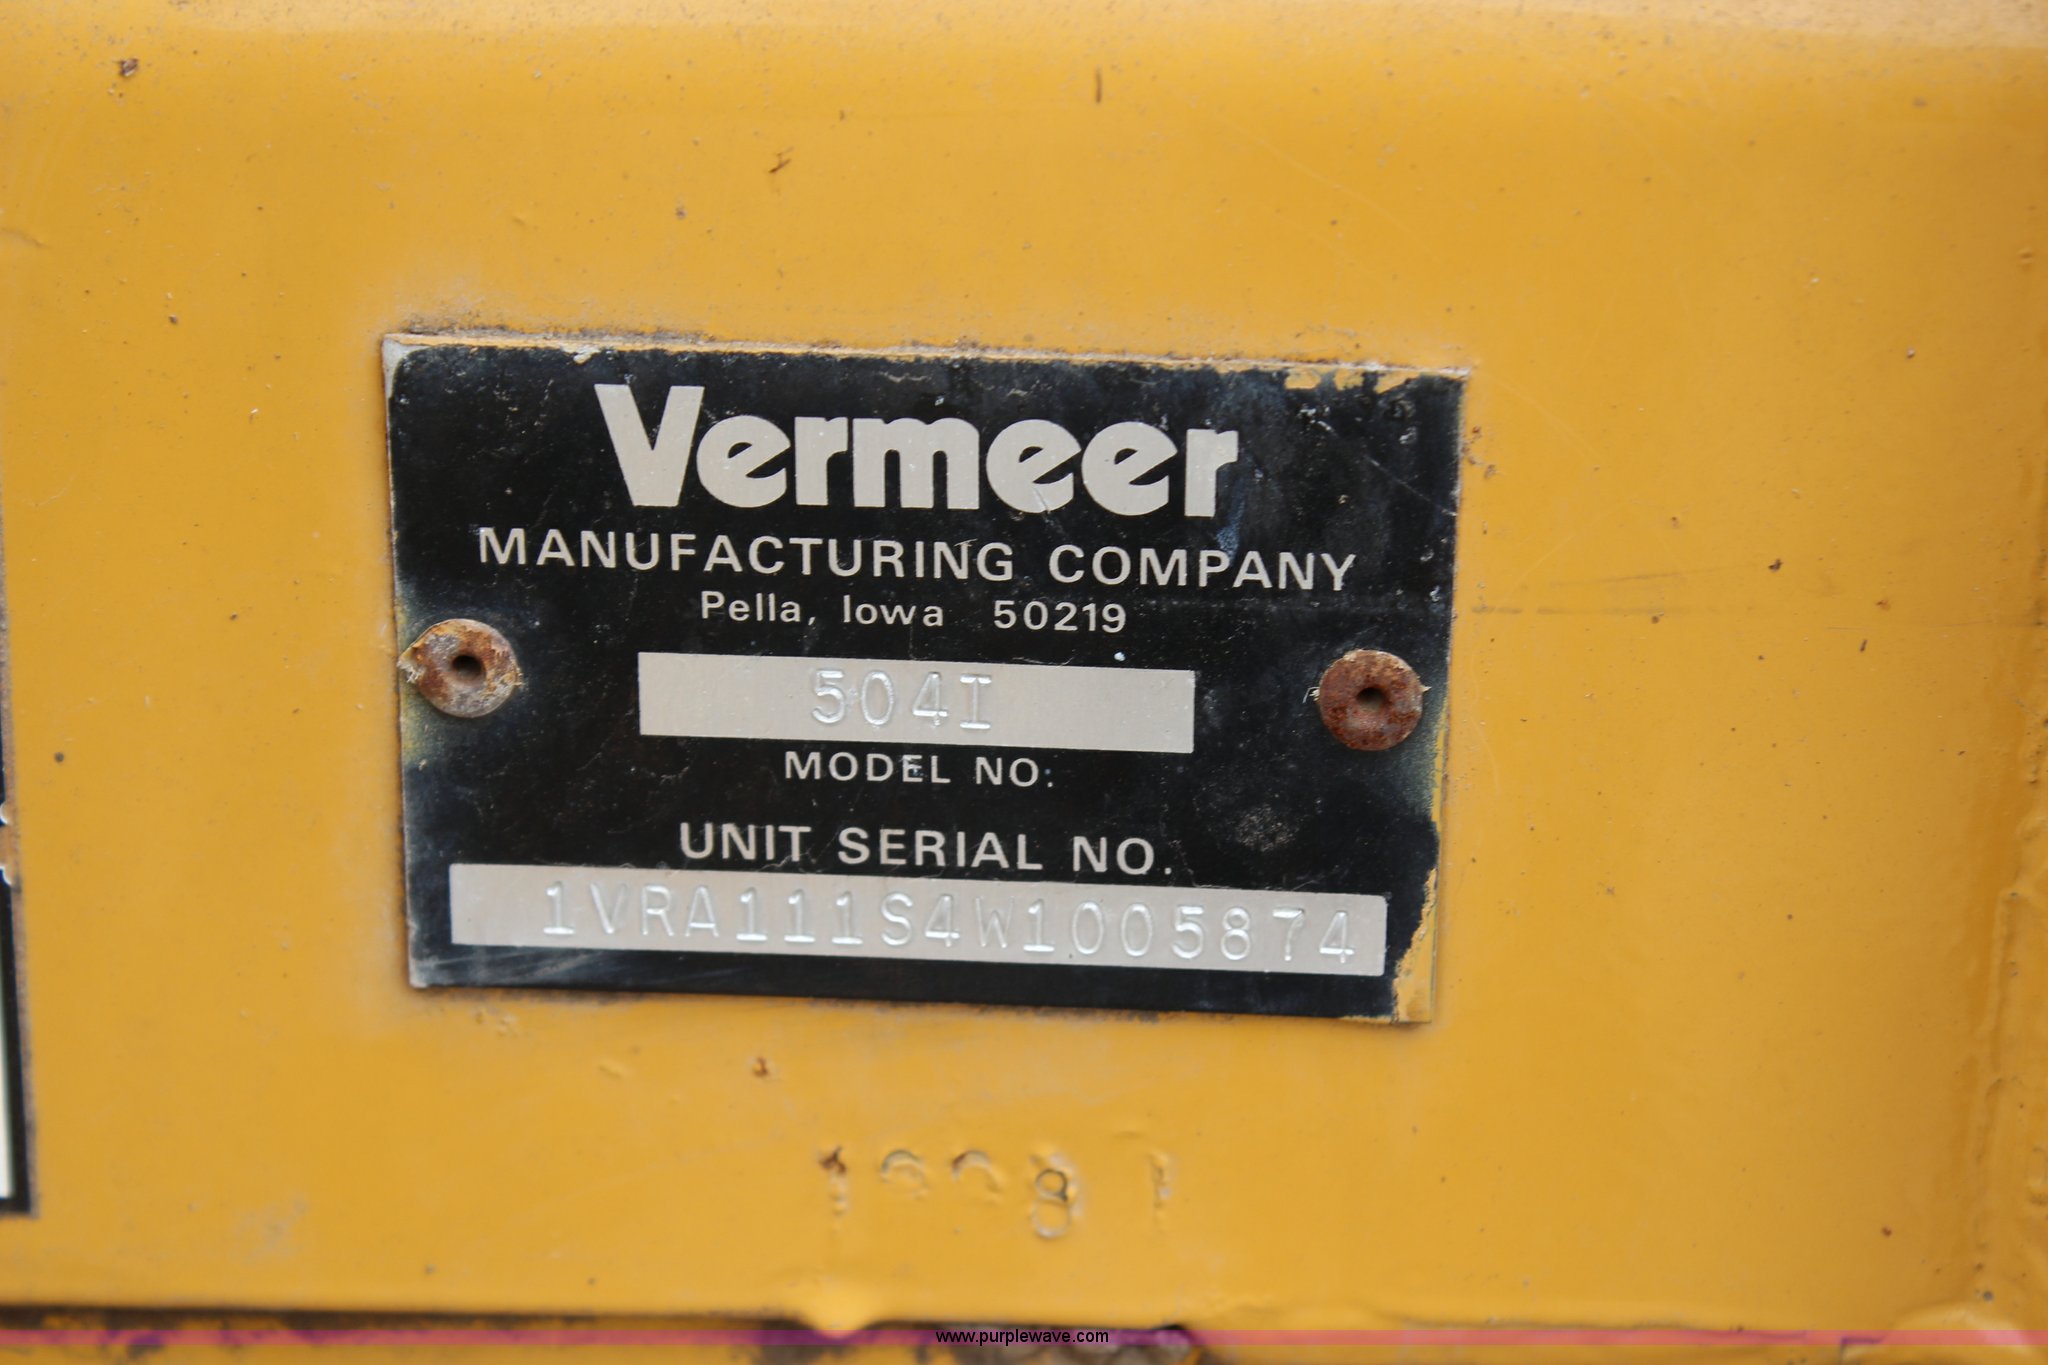 Vermeer
MANUFACTURING COMPANY
Pella, Iowa 50219
504I
MODEL NO:
UNIT SERIAL NO.
1VRA111S4W1005874
www.purplewave.com